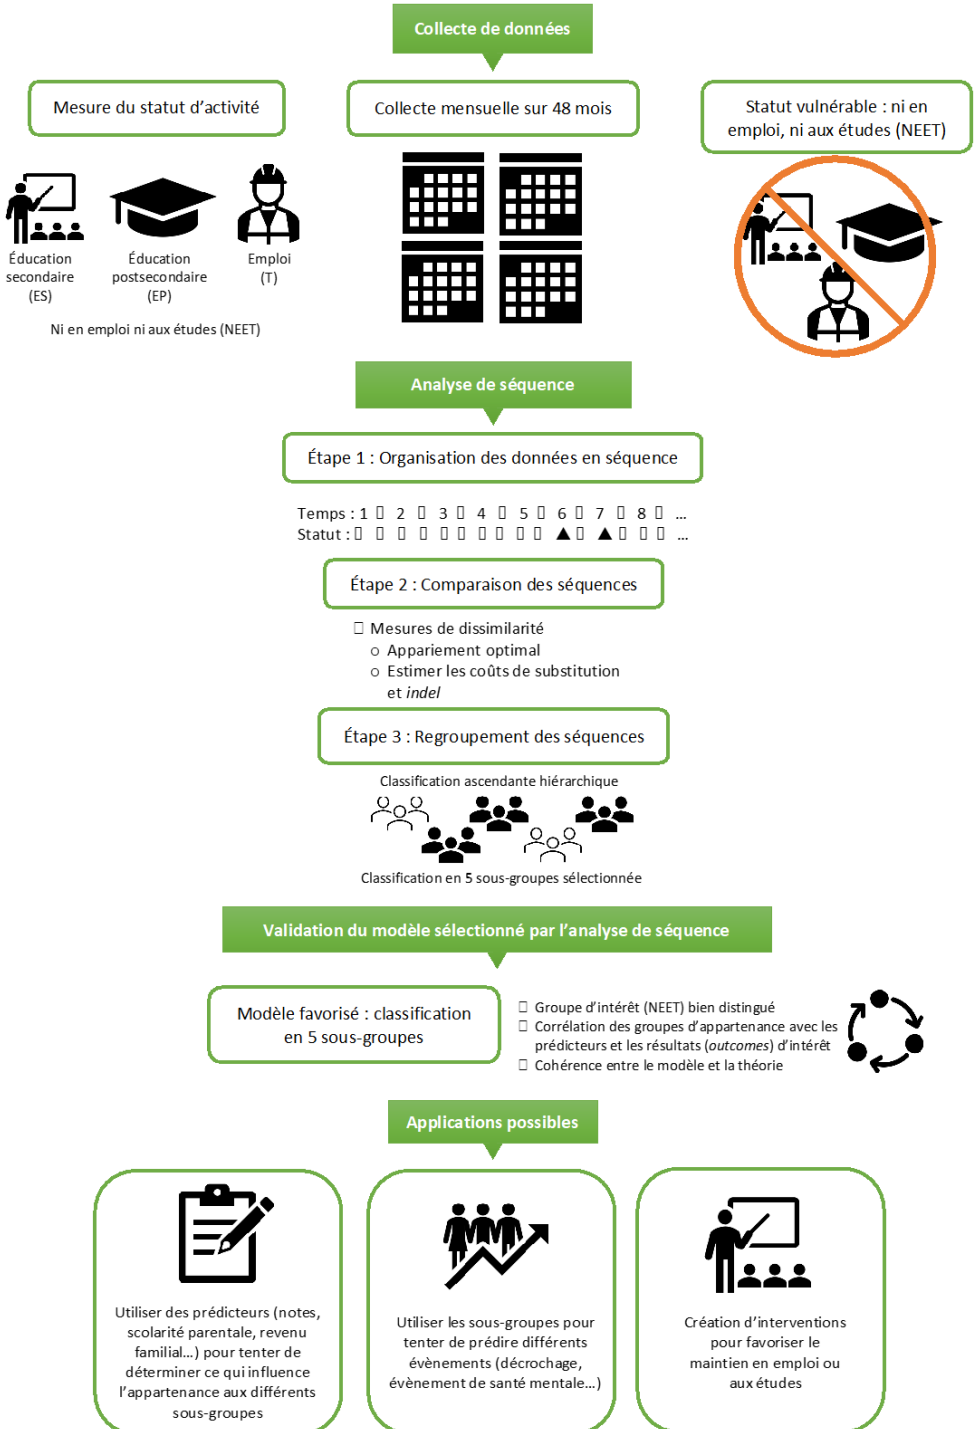 Collecte de données
Mesure du statut d’activité
Collecte mensuelle sur 48 mois
Statut vulnérable : ni en
emploi, ni aux études (NEET)
Éducation
secondaire
(ES)
Éducation
postsecondaire
(EP)
Emploi
(T)
Ni en emploi ni aux études (NEET)
Analyse de séquence
Étape 1 : Organisation des données en séquence
Temps : 1 ▯ 2 ▯ 3 ▯ 4 ▯ 5 ▯ 6 ▯ 7 ▯ 8 ▯ …
Statut : ▯ ▯ ▯ ▯ ▯ ▯ ▯ ▯ ▯ ▯ ▲ ▯ ▲ ▯ ▯ ▯ …
Étape 2 : Comparaison des séquences
▯ Mesures de dissimilarité
o Appariement optimal
o Estimer les coûts de substitution
et indel
Étape 3 : Regroupement des séquences
Classification ascendante hiérarchique
Classification en 5 sous-groupes sélectionnée
Validation du modèle sélectionné par l’analyse de séquence
Modèle favorisé : classification
en 5 sous-groupes
▯ Groupe d’intérêt (NEET) bien distingué
▯ Corrélation des groupes d’appartenance avec les
prédicteurs et les résultats (outcomes) d’intérêt
▯ Cohérence entre le modèle et la théorie
Applications possibles
Utiliser des prédicteurs (notes,
scolarité parentale, revenu
familial…) pour tenter de
déterminer ce qui influence
l’appartenance aux différents
sous-groupes
Utiliser les sous-groupes pour
tenter de prédire différents
évènements (décrochage,
évènement de santé mentale…)
Création d’interventions
pour favoriser le
maintien en emploi ou
aux études